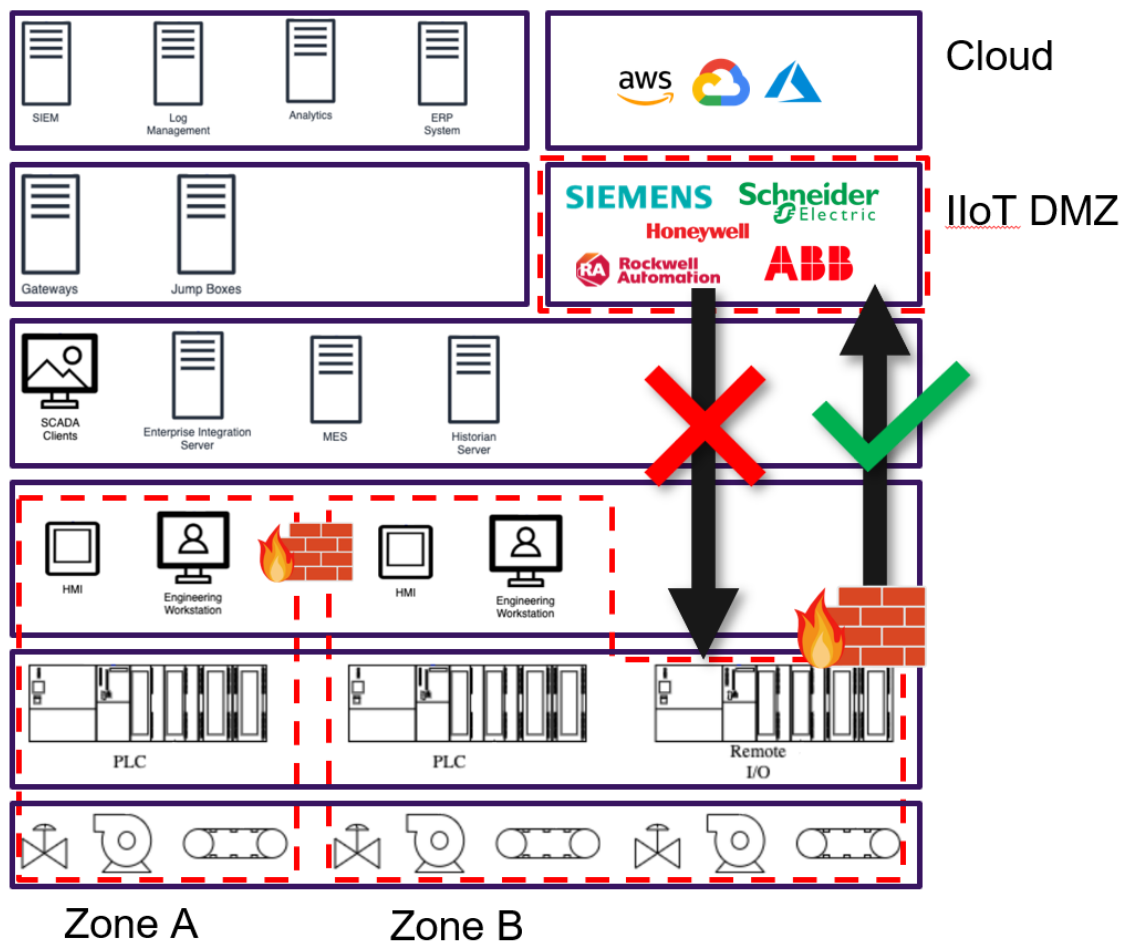 SIEM
Log
Management
Analytics
ERP
System
aws
Cloud
Gateways
Jump Boxes
SIEMENS
Schneider
Electric
Honeywell
RA
Rockwell
Automation
ABB
IIoT DMZ
SCADA
Clients
Enterprise Integration
Server
MES
Historian
Server
HMI
Engineering
Workstation
HMI
Engineering
Workstation
PLC
PLC
Remote
I/O
Zone A
Zone B